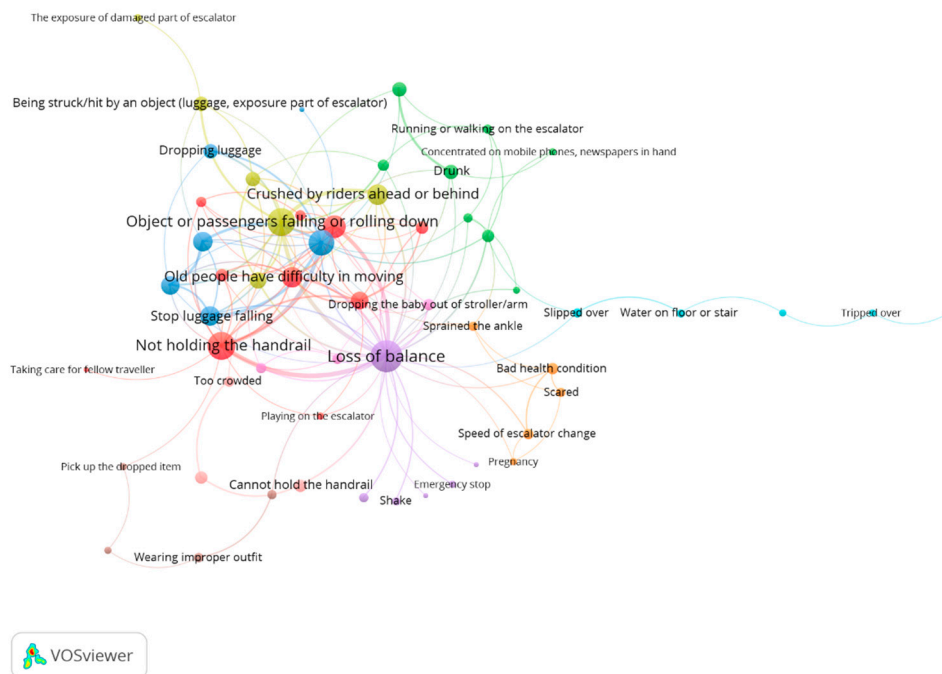 The exposure of damaged part of escalator
Being struck/hit by an object (luggage, exposure part of escalator)
Running or walking on the escalator
Dropping luggage
Concentrated on mobile phones, newspapers in hand
Drunk
Crushed by riders ahead or behind
Object or passengers falling or rolling down
Old people have difficulty in moving
Dropping the baby out of stroller/arm
Stop luggage falling
Slipped over
Water on floor or stair
Tripped over
Sprained the ankle
Not holding the handrail
Loss of balance
Taking care for fellow traveller
Bad health condition
Too crowded
Scared
Playing on the escalator
Speed of escalator change
Pick up the dropped item
Pregnancy
Cannot hold the handrail
Emergency stop
Shake
Wearing improper outfit
VOSviewer